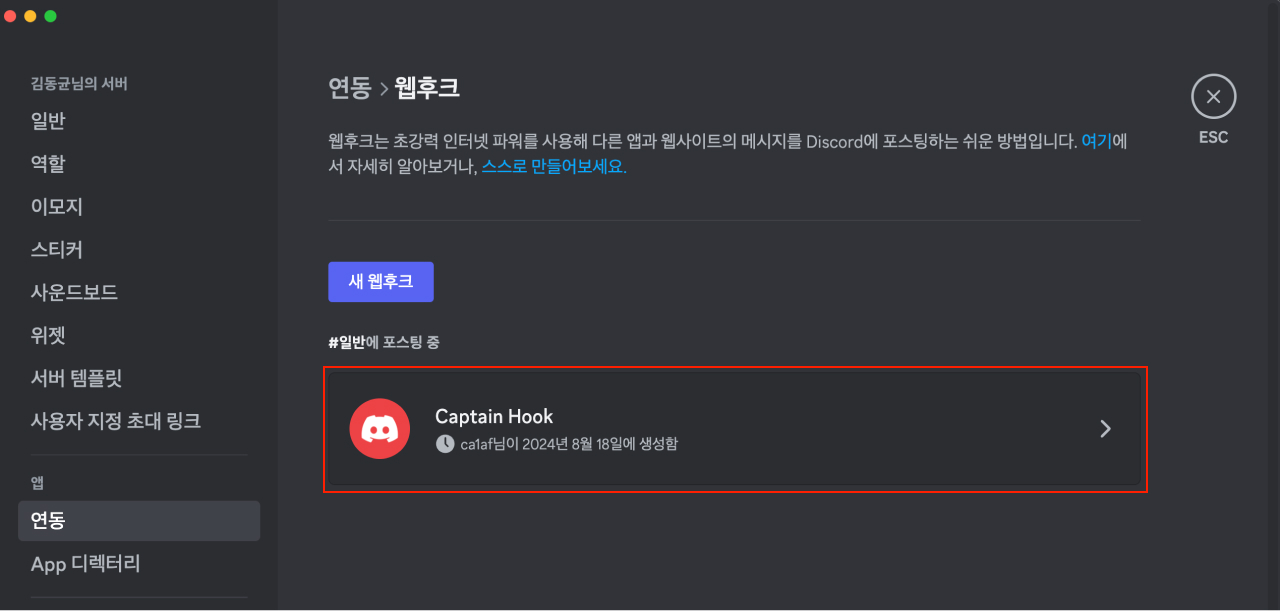 김동균님의 서버
일반
역할
이모지
스티커
사운드보드
위젯
서버 템플릿
사용자 지정 초대 링크
앱
연동
App 디렉터리
연동 > 웹후크
웹후크는 초강력 인터넷 파워를 사용해 다른 앱과 웹사이트의 메시지를 Discord에 포스팅하는 쉬운 방법입니다. 여기에
서 자세히 알아보거나, 스스로 만들어보세요.
새 웹후크
#일반에 포스팅 중
Captain Hook
ca1af님이 2024년 8월 18일에 생성함
ESC